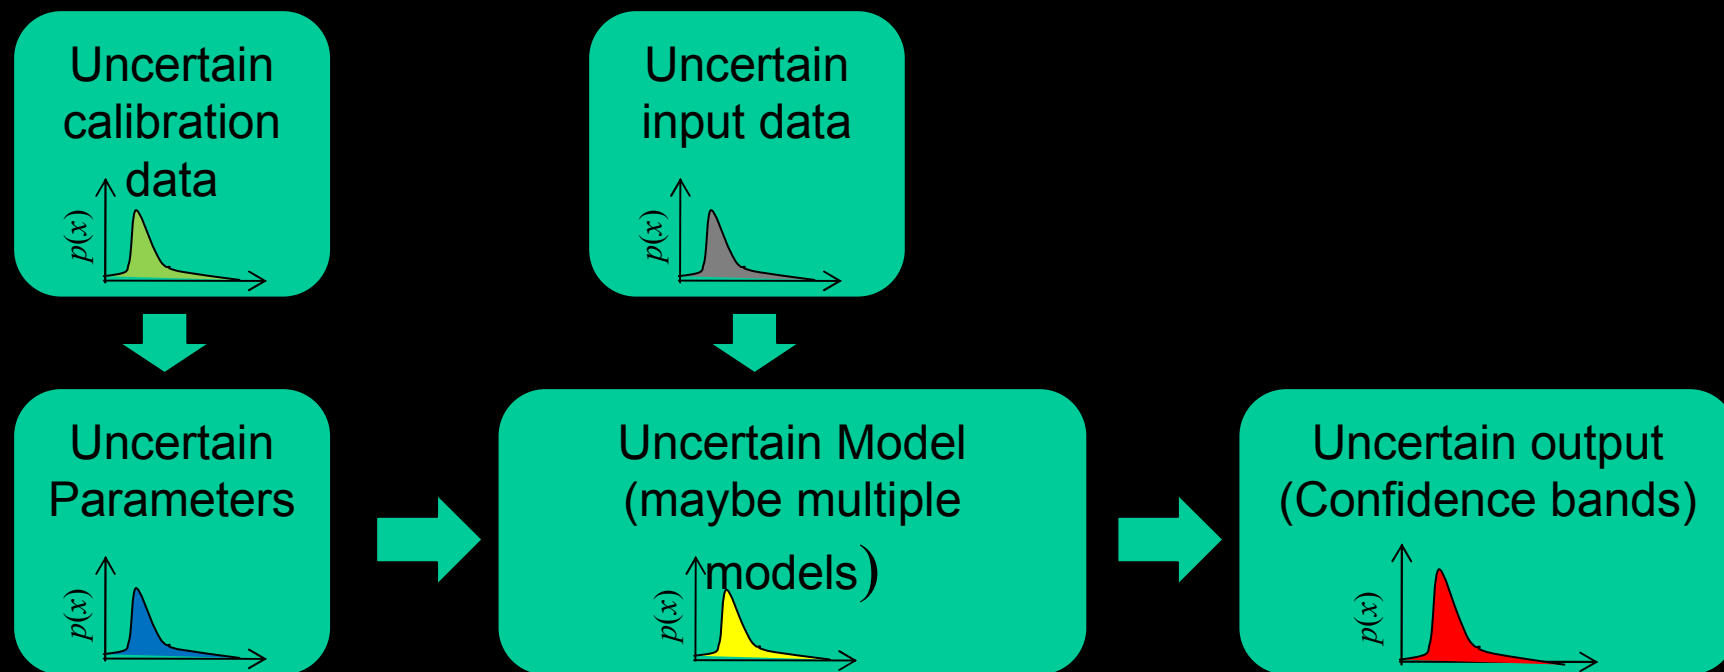 Uncertain
calibration
data
p(x)
Uncertain
input data
p(x)
Uncertain
Parameters
p(x)
Uncertain Model
(maybe multiple
models)
p(x)
Uncertain output
(Confidence bands)
p(x)